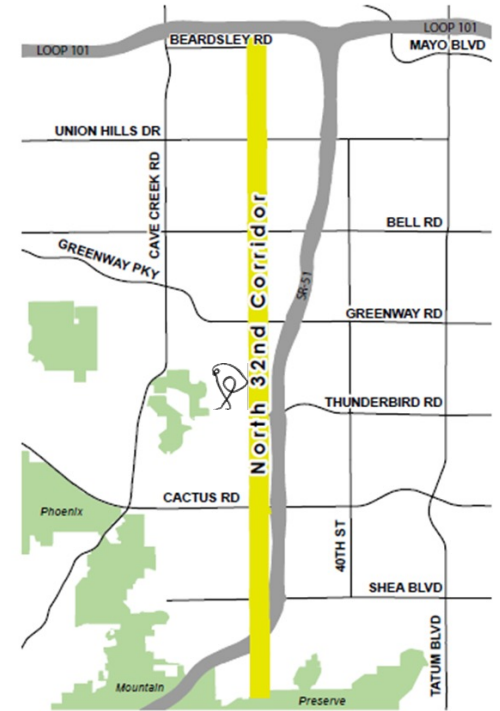 LOOP 101
LOOP 101
BEARDSLEY RD
MAYO BLVD
UNION HILLS DR
CAVE CREEK RD
BELL RD
GREENWAY PKY
North 32nd Corridor
SR-51
GREENWAY RD
THUNDERBIRD RD
CACTUS RD
Phoenix
40TH ST
SHEA BLVD
TATUM BLVD
Mountain
Preserve